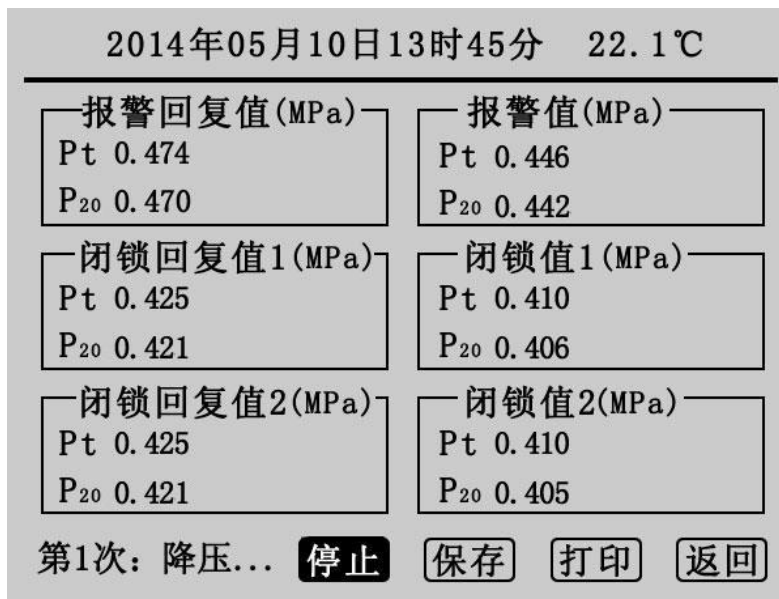 2014年05月10日13时45分 22.1℃
报警回复值(MPa)
Pt 0.474
P₂₀ 0.470
报警值(MPa)
Pt 0.446
P₂₀ 0.442
闭锁回复值1(MPa)
Pt 0.425
P₂₀ 0.421
闭锁值1(MPa)
Pt 0.410
P₂₀ 0.406
闭锁回复值2(MPa)
Pt 0.425
P₂₀ 0.421
闭锁值2(MPa)
Pt 0.410
P₂₀ 0.405
第1次：降压... 停止 保存 打印 返回